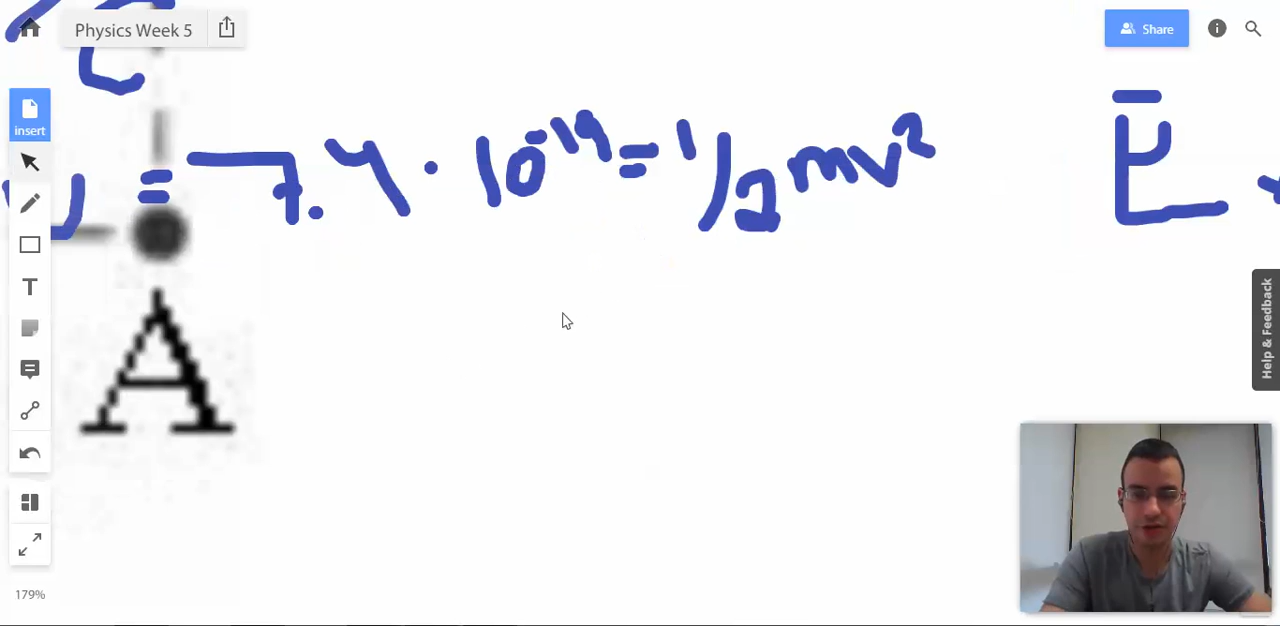 Physics Week 5
Share
insert
= 7.4 · 10⁻¹⁹ = 1/2 mv²
T
A
Help & Feedback
179%